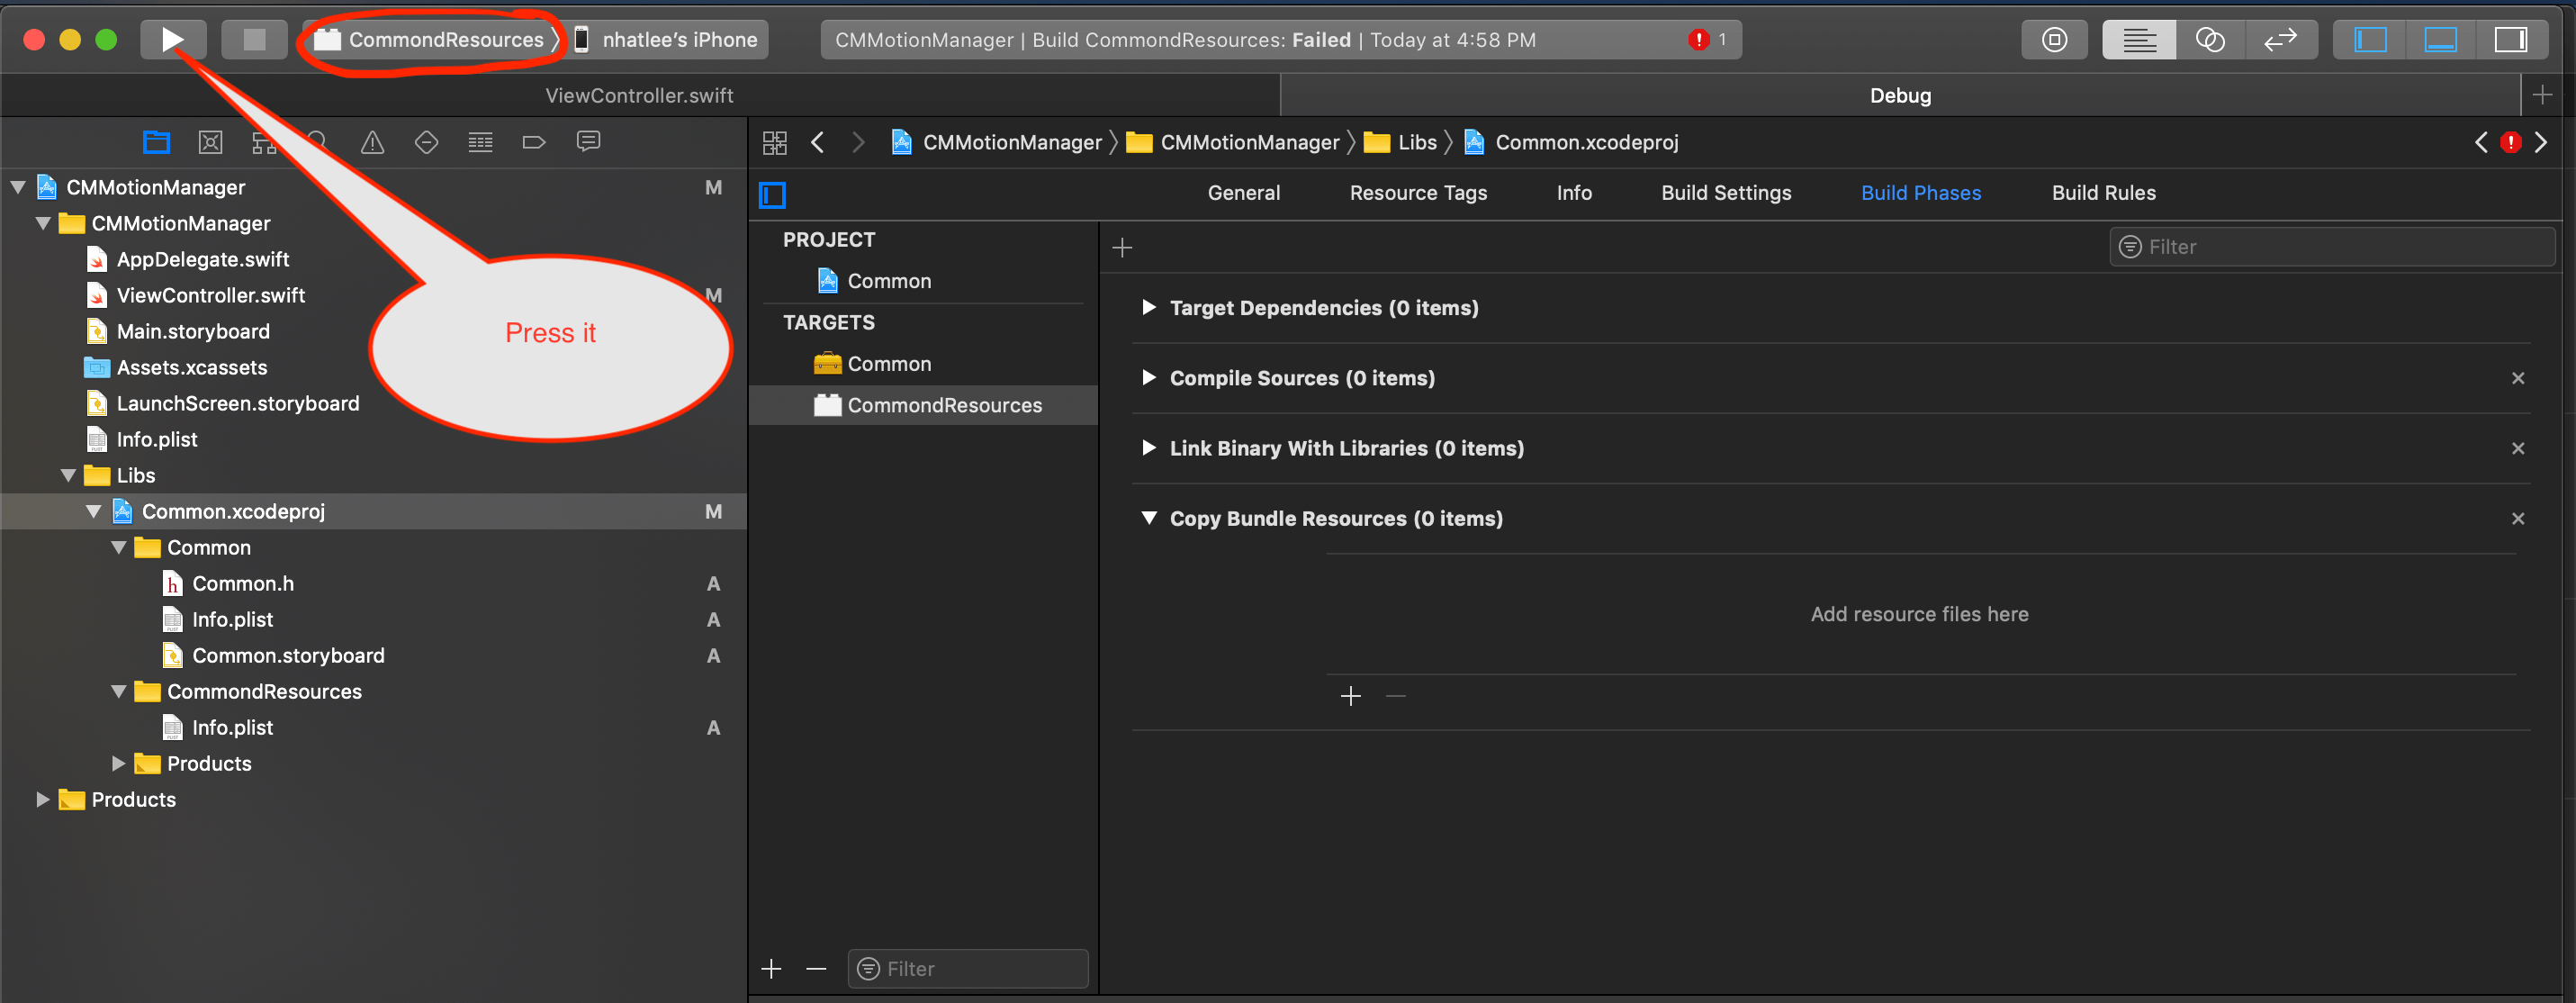 CommondResources
nhatlee's iPhone
CMMotionManager | Build CommondResources: Failed | Today at 4:58 PM
1
ViewController.swift
Debug
CMMotionManager
CMMotionManager
Libs
Common.xcodeproj
CMMotionManager
M
CMMotionManager
AppDelegate.swift
ViewController.swift
M
Main.storyboard
Assets.xcassets
LaunchScreen.storyboard
Info.plist
Libs
Common.xcodeproj
M
Common
Common.h
A
Info.plist
A
Common.storyboard
A
CommondResources
Info.plist
A
Products
Products
Press it
General
Resource Tags
Info
Build Settings
Build Phases
Build Rules
PROJECT
Common
TARGETS
Common
CommondResources
Filter
Filter
Target Dependencies (0 items)
Compile Sources (0 items)
Link Binary With Libraries (0 items)
Copy Bundle Resources (0 items)
Add resource files here